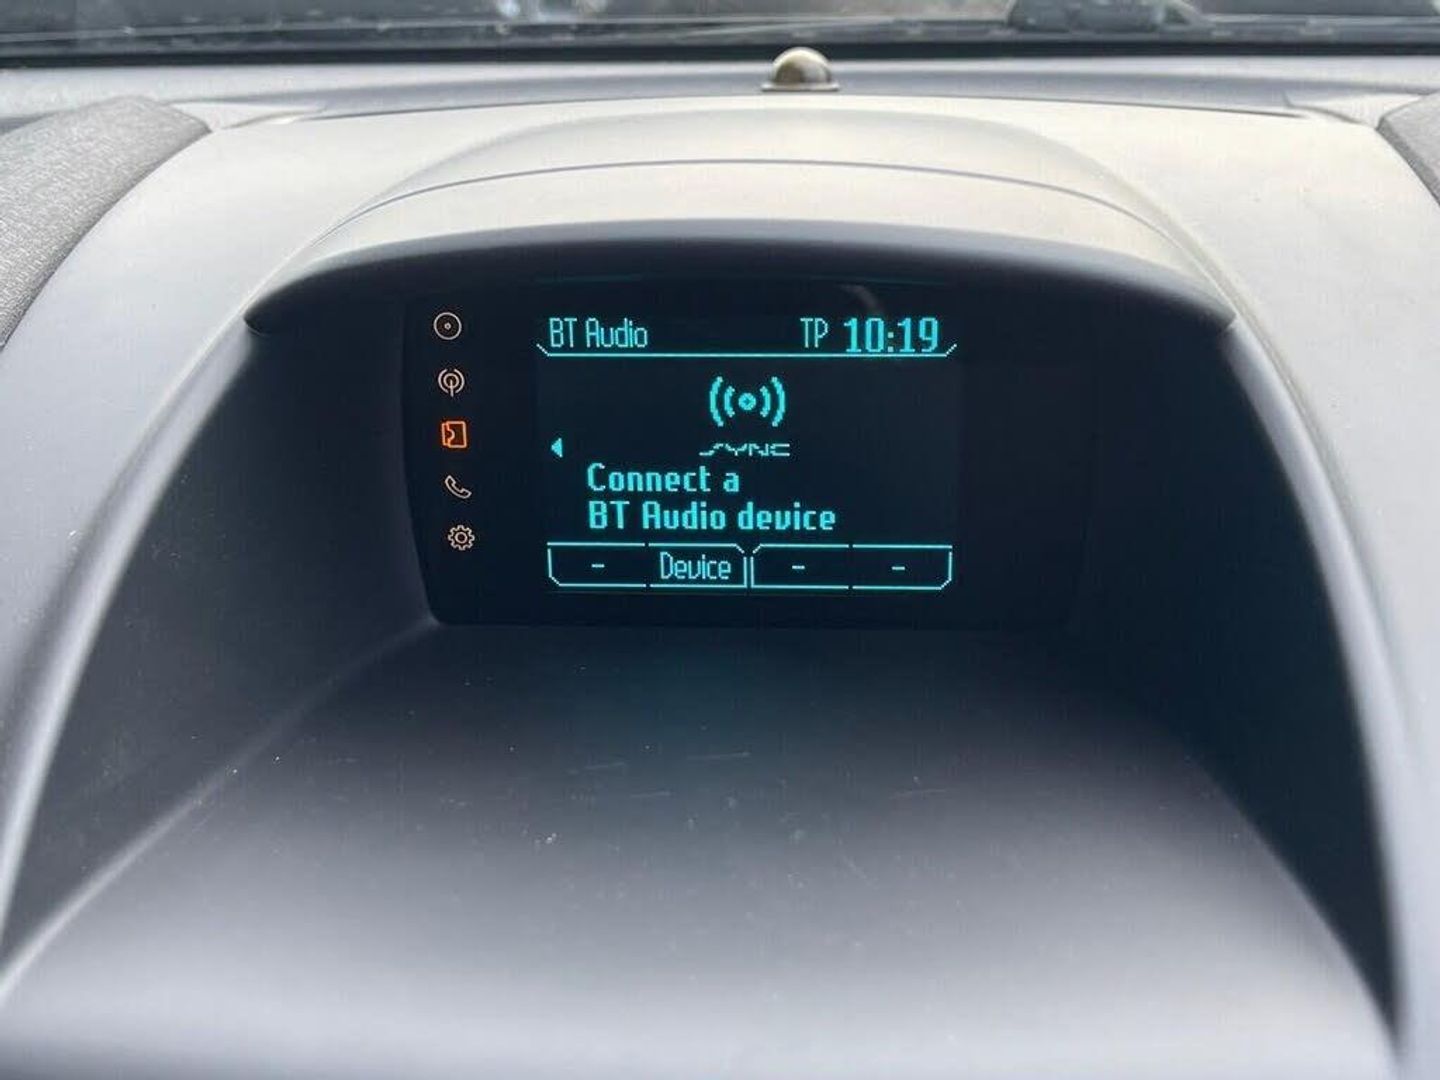 BT Audio TP 10:19
SYNC
Connect a
BT Audio device
- Device - -